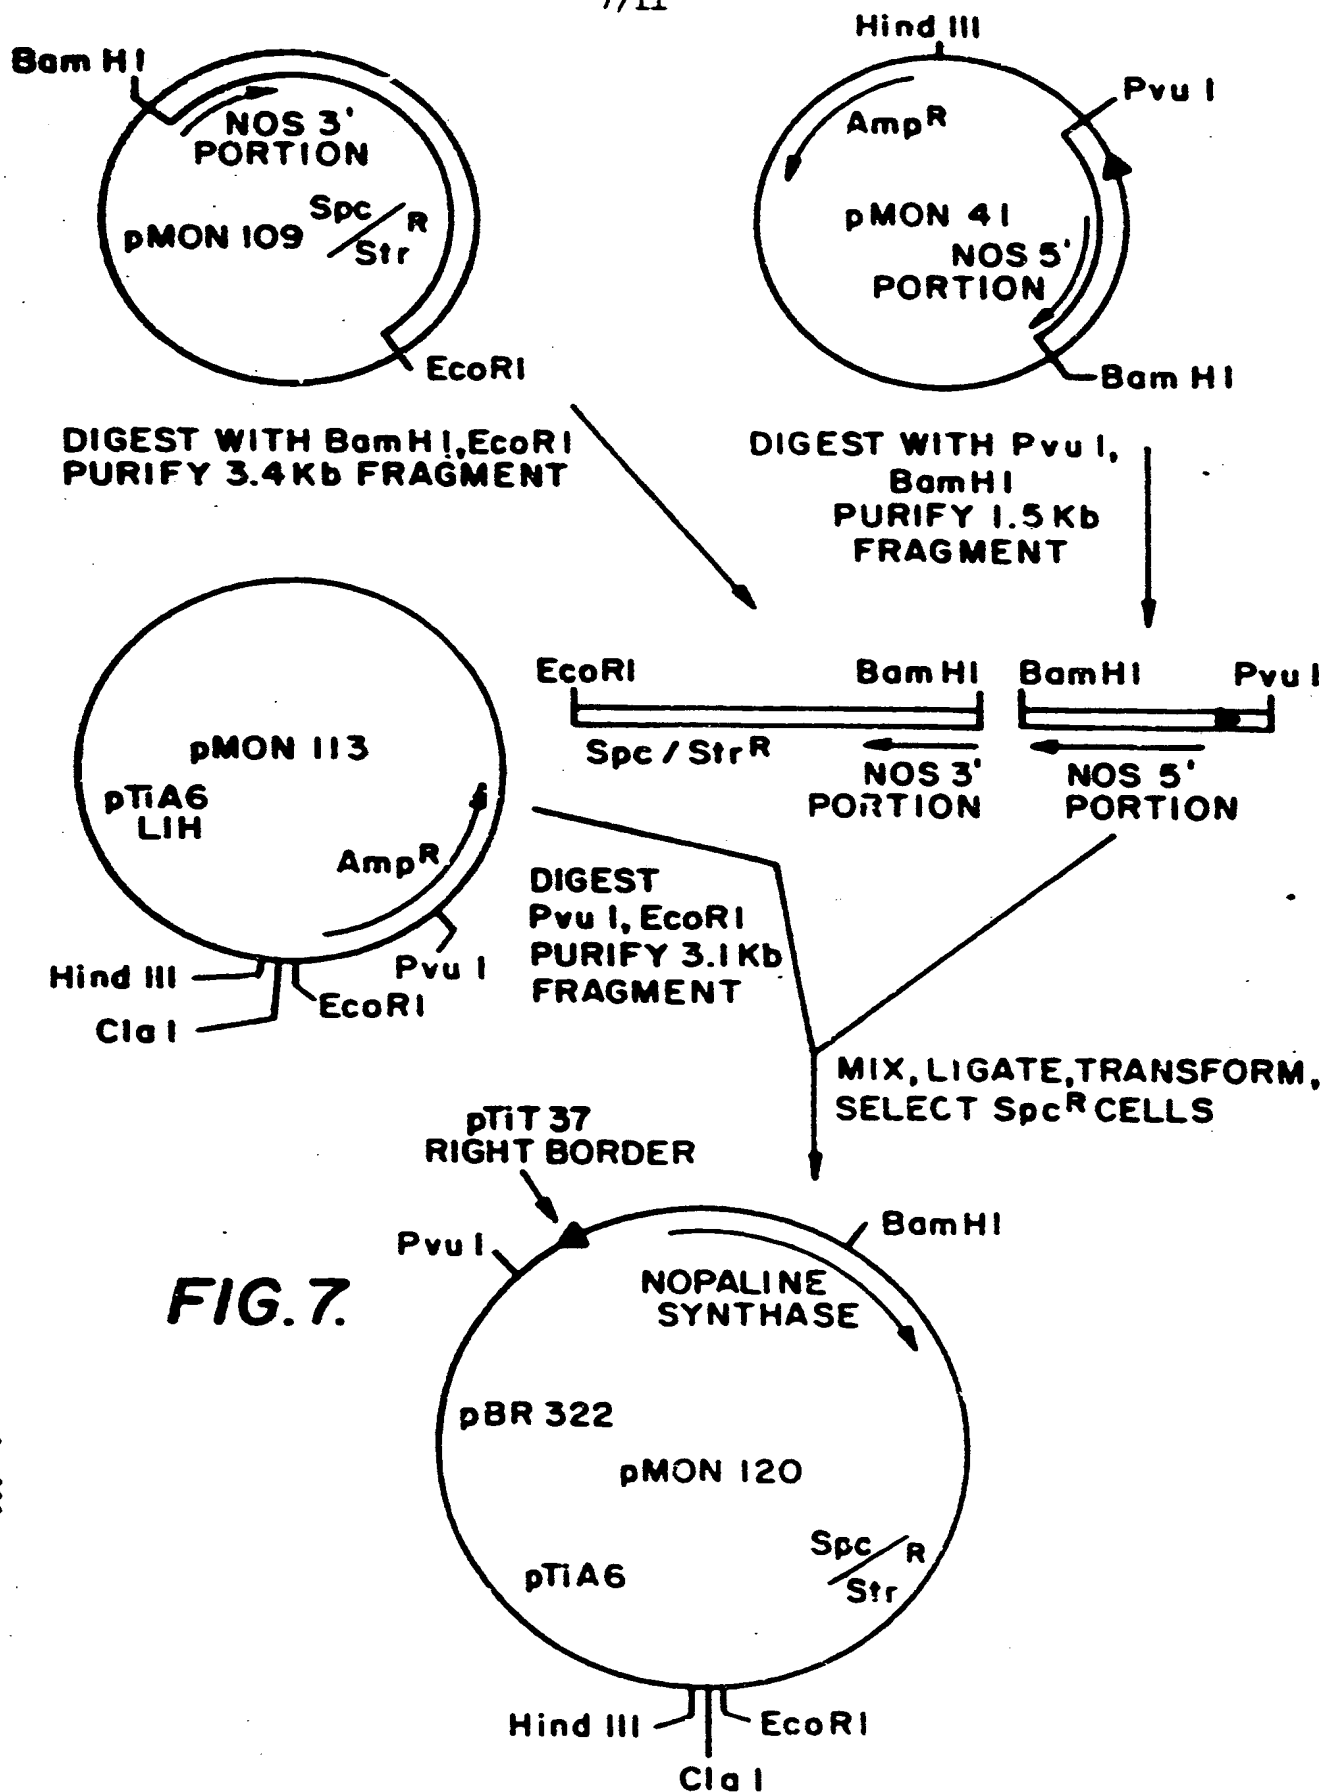 7/11
Bam HI
NOS 3'
PORTION
pMON 109
Spc/Str R
EcoRI
Hind III
Pvu I
AmpR
pMON 41
NOS 5'
PORTION
Bam HI
DIGEST WITH BamHI, EcoRI
PURIFY 3.4Kb FRAGMENT
DIGEST WITH Pvu I,
BamHI
PURIFY 1.5Kb
FRAGMENT
pMON 113
pTiA6
LIH
AmpR
Hind III
Cla I
EcoRI
Pvu I
EcoRI
Bam HI
BamHI
Pvu I
Spc / StrR
NOS 3'
PORTION
NOS 5'
PORTION
DIGEST
Pvu I, EcoRI
PURIFY 3.1Kb
FRAGMENT
MIX, LIGATE, TRANSFORM,
SELECT SpcR CELLS
pTiT 37
RIGHT BORDER
Pvu I
BamHI
NOPALINE
SYNTHASE
FIG. 7.
pBR 322
pMON 120
Spc/Str R
pTiA6
Hind III
EcoRI
Cla I